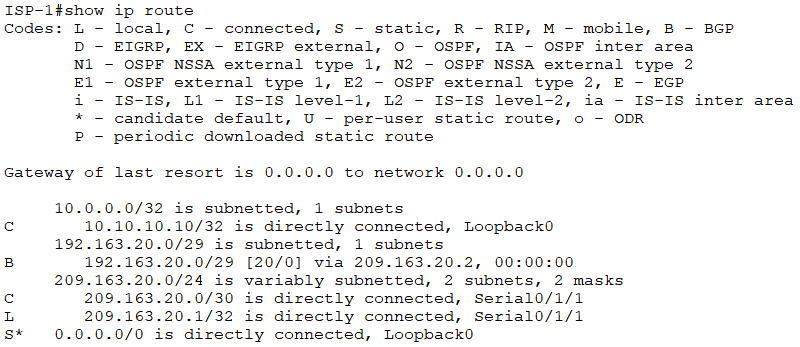 ISP-1#show ip route
Codes: L - local, C - connected, S - static, R - RIP, M - mobile, B - BGP
       D - EIGRP, EX - EIGRP external, O - OSPF, IA - OSPF inter area
       N1 - OSPF NSSA external type 1, N2 - OSPF NSSA external type 2
       E1 - OSPF external type 1, E2 - OSPF external type 2, E - EGP
       i - IS-IS, L1 - IS-IS level-1, L2 - IS-IS level-2, ia - IS-IS inter area
       * - candidate default, U - per-user static route, o - ODR
       P - periodic downloaded static route

Gateway of last resort is 0.0.0.0 to network 0.0.0.0

     10.0.0.0/32 is subnetted, 1 subnets
C       10.10.10.10/32 is directly connected, Loopback0
     192.163.20.0/29 is subnetted, 1 subnets
B       192.163.20.0/29 [20/0] via 209.163.20.2, 00:00:00
     209.163.20.0/24 is variably subnetted, 2 subnets, 2 masks
C       209.163.20.0/30 is directly connected, Serial0/1/1
L       209.163.20.1/32 is directly connected, Serial0/1/1
S*   0.0.0.0/0 is directly connected, Loopback0